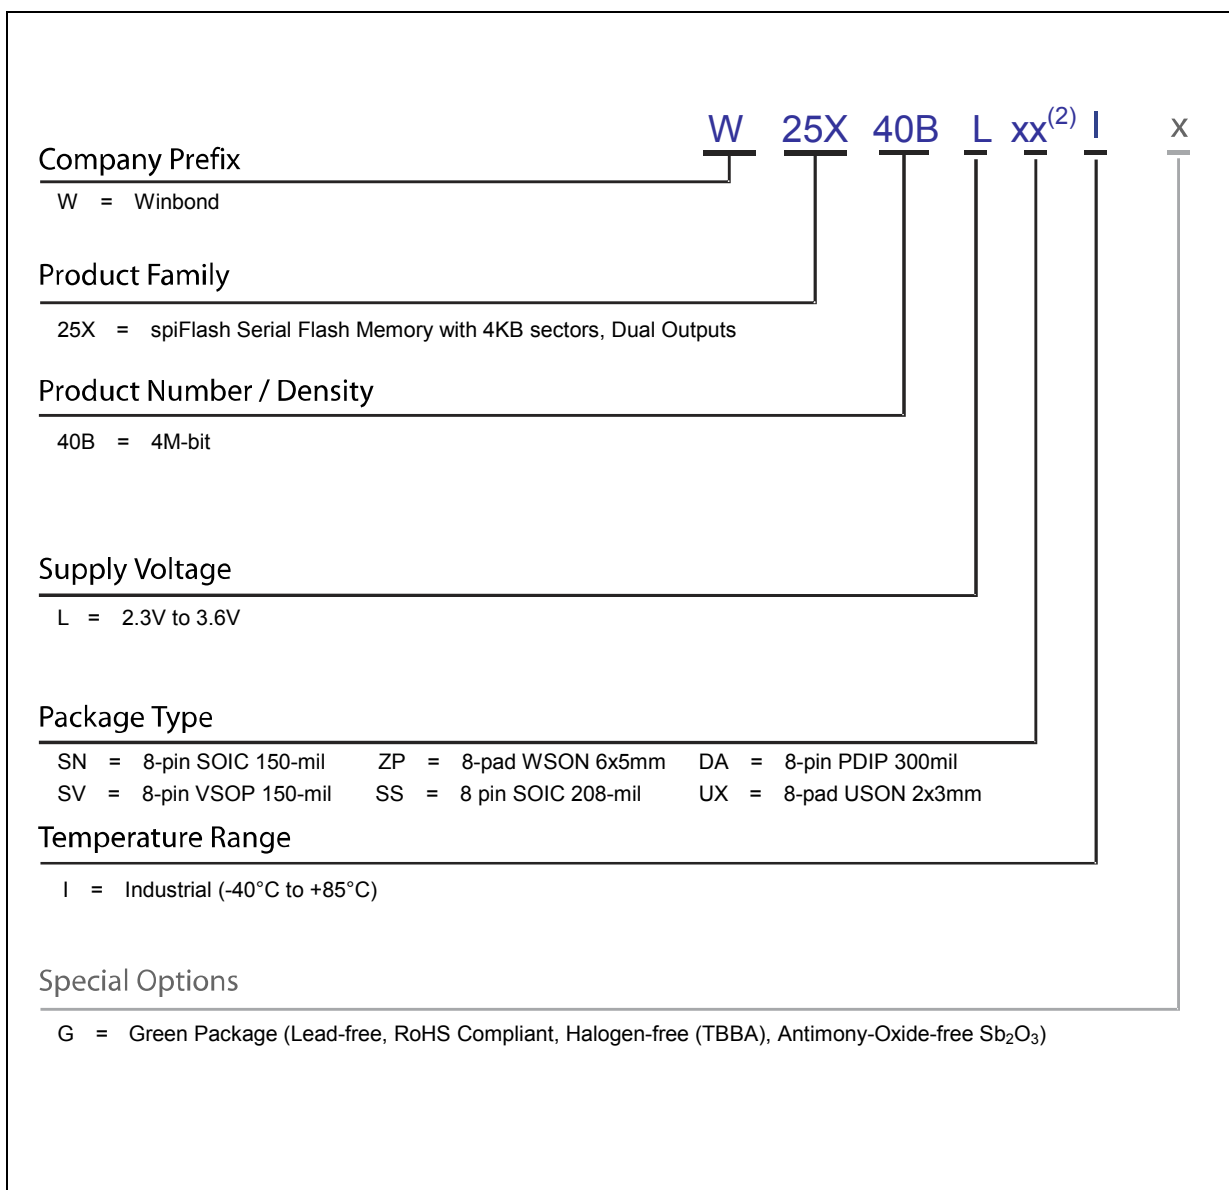 W 25X 40B L xx(2) I x
Company Prefix
W = Winbond
Product Family
25X = spiFlash Serial Flash Memory with 4KB sectors, Dual Outputs
Product Number / Density
40B = 4M-bit
Supply Voltage
L = 2.3V to 3.6V
Package Type
SN = 8-pin SOIC 150-mil ZP = 8-pad WSON 6x5mm DA = 8-pin PDIP 300mil
SV = 8-pin VSOP 150-mil SS = 8 pin SOIC 208-mil UX = 8-pad USON 2x3mm
Temperature Range
I = Industrial (-40°C to +85°C)
Special Options
G = Green Package (Lead-free, RoHS Compliant, Halogen-free (TBBA), Antimony-Oxide-free Sb₂O₃)